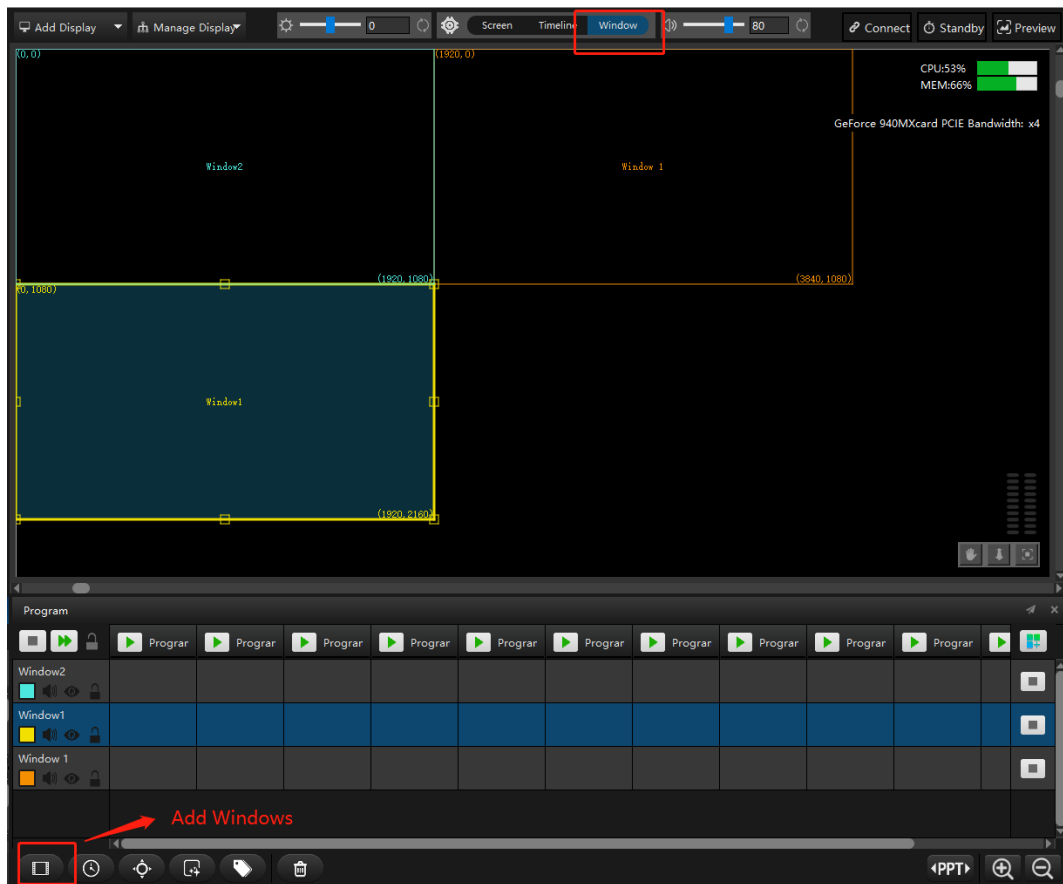 Add Display Manage Display 0 Screen Timeline Window 80 Connect Standby Preview
(0, 0) (1920, 0)
CPU:53%
MEM:66%
GeForce 940MXcard PCIE Bandwidth: x4
Window2 Window 1
(1920, 1080) (3840, 1080)
(0, 1080)
Window1
(1920, 2160)
Program
Prograr Prograr Prograr Prograr Prograr Prograr Prograr Prograr Prograr Prograr
Window2
Window1
Window 1
Add Windows
PPT